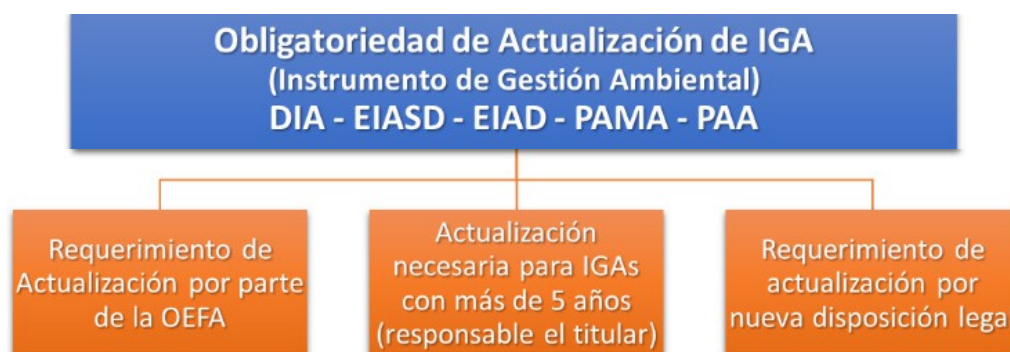 Obligatoriedad de Actualización de IGA
(Instrumento de Gestión Ambiental)
DIA - EIASD - EIAD - PAMA - PAA
Requerimiento de
Actualización por parte
de la OEFA
Actualización
necesaria para IGAs
con más de 5 años
(responsable el titular)
Requerimiento de
actualización por
nueva disposición lega